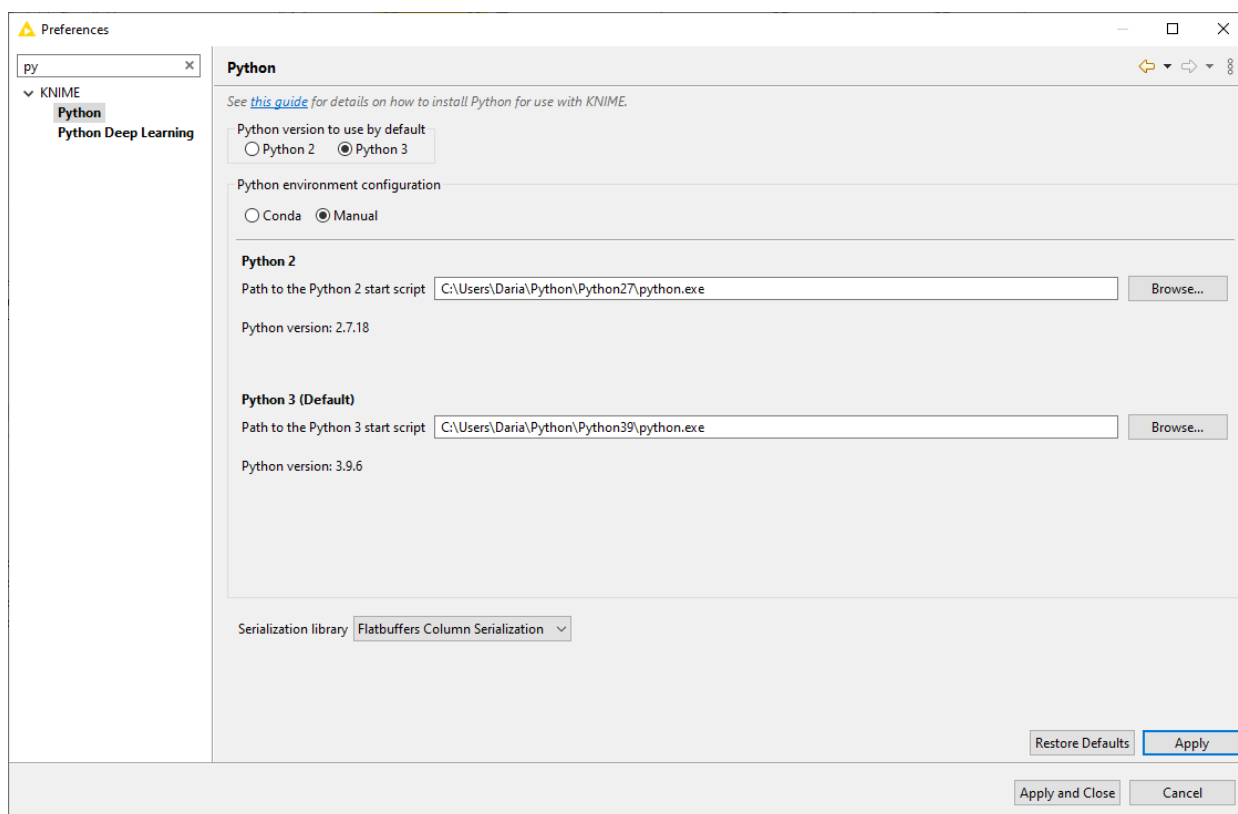 Preferences
py
KNIME
Python
Python Deep Learning
Python
See this guide for details on how to install Python for use with KNIME.
Python version to use by default
Python 2 Python 3
Python environment configuration
Conda Manual
Python 2
Path to the Python 2 start script C:\Users\Daria\Python\Python27\python.exe Browse...
Python version: 2.7.18
Python 3 (Default)
Path to the Python 3 start script C:\Users\Daria\Python\Python39\python.exe Browse...
Python version: 3.9.6
Serialization library Flatbuffers Column Serialization
Restore Defaults Apply
Apply and Close Cancel